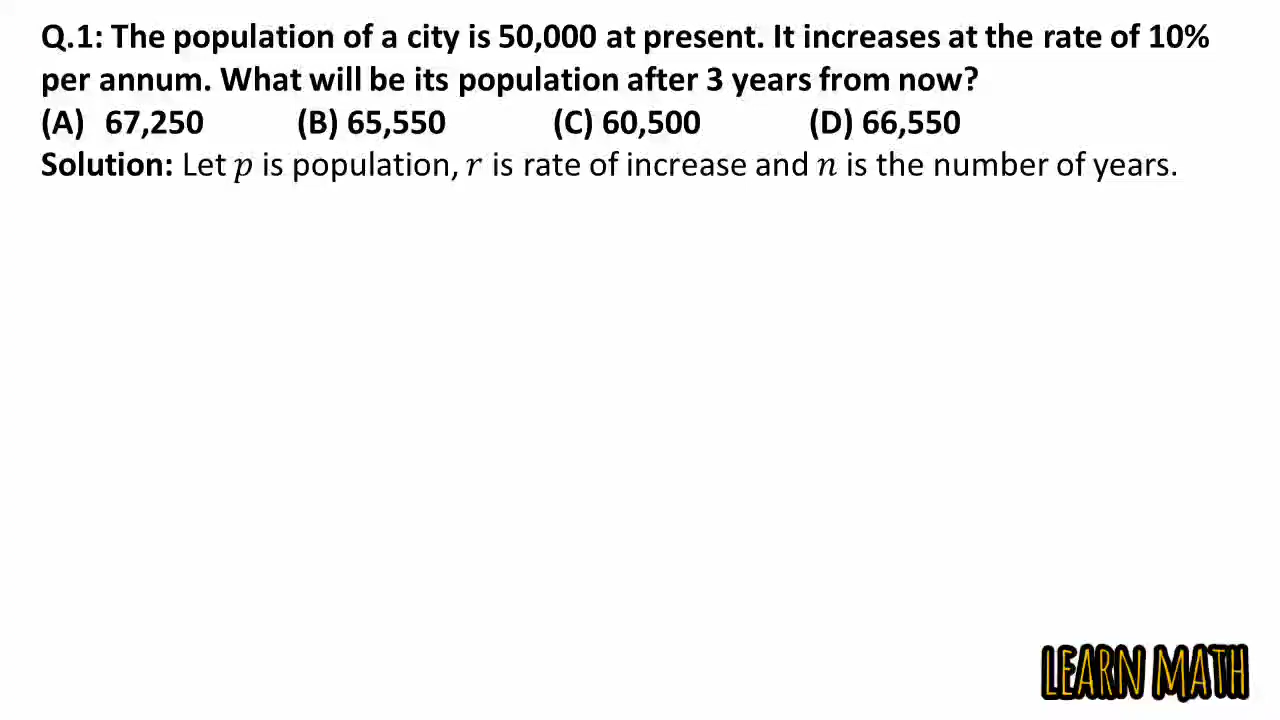 Q.1: The population of a city is 50,000 at present. It increases at the rate of 10%
per annum. What will be its population after 3 years from now?
(A) 67,250 (B) 65,550 (C) 60,500 (D) 66,550
Solution: Let p is population, r is rate of increase and n is the number of years.
LEARN MATH